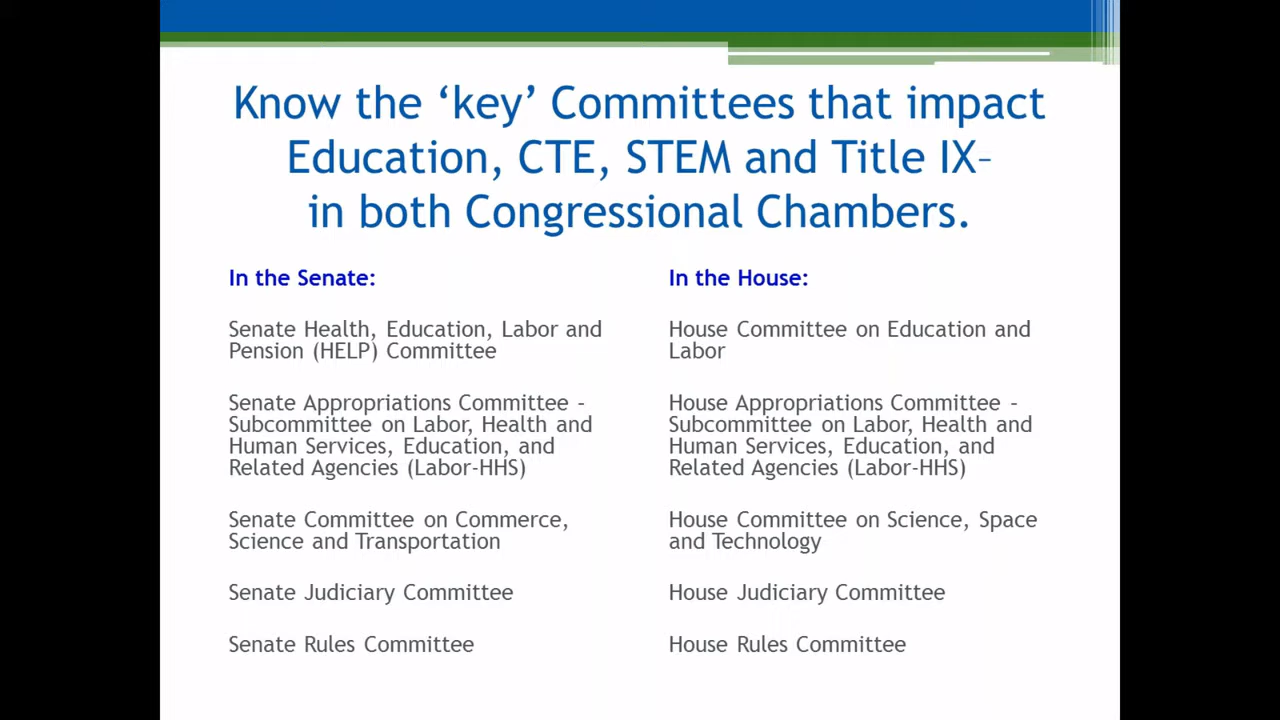 Know the ‘key’ Committees that impact
Education, CTE, STEM and Title IX–
in both Congressional Chambers.
In the Senate:
Senate Health, Education, Labor and
Pension (HELP) Committee
Senate Appropriations Committee –
Subcommittee on Labor, Health and
Human Services, Education, and
Related Agencies (Labor-HHS)
Senate Committee on Commerce,
Science and Transportation
Senate Judiciary Committee
Senate Rules Committee
In the House:
House Committee on Education and
Labor
House Appropriations Committee –
Subcommittee on Labor, Health and
Human Services, Education, and
Related Agencies (Labor-HHS)
House Committee on Science, Space
and Technology
House Judiciary Committee
House Rules Committee